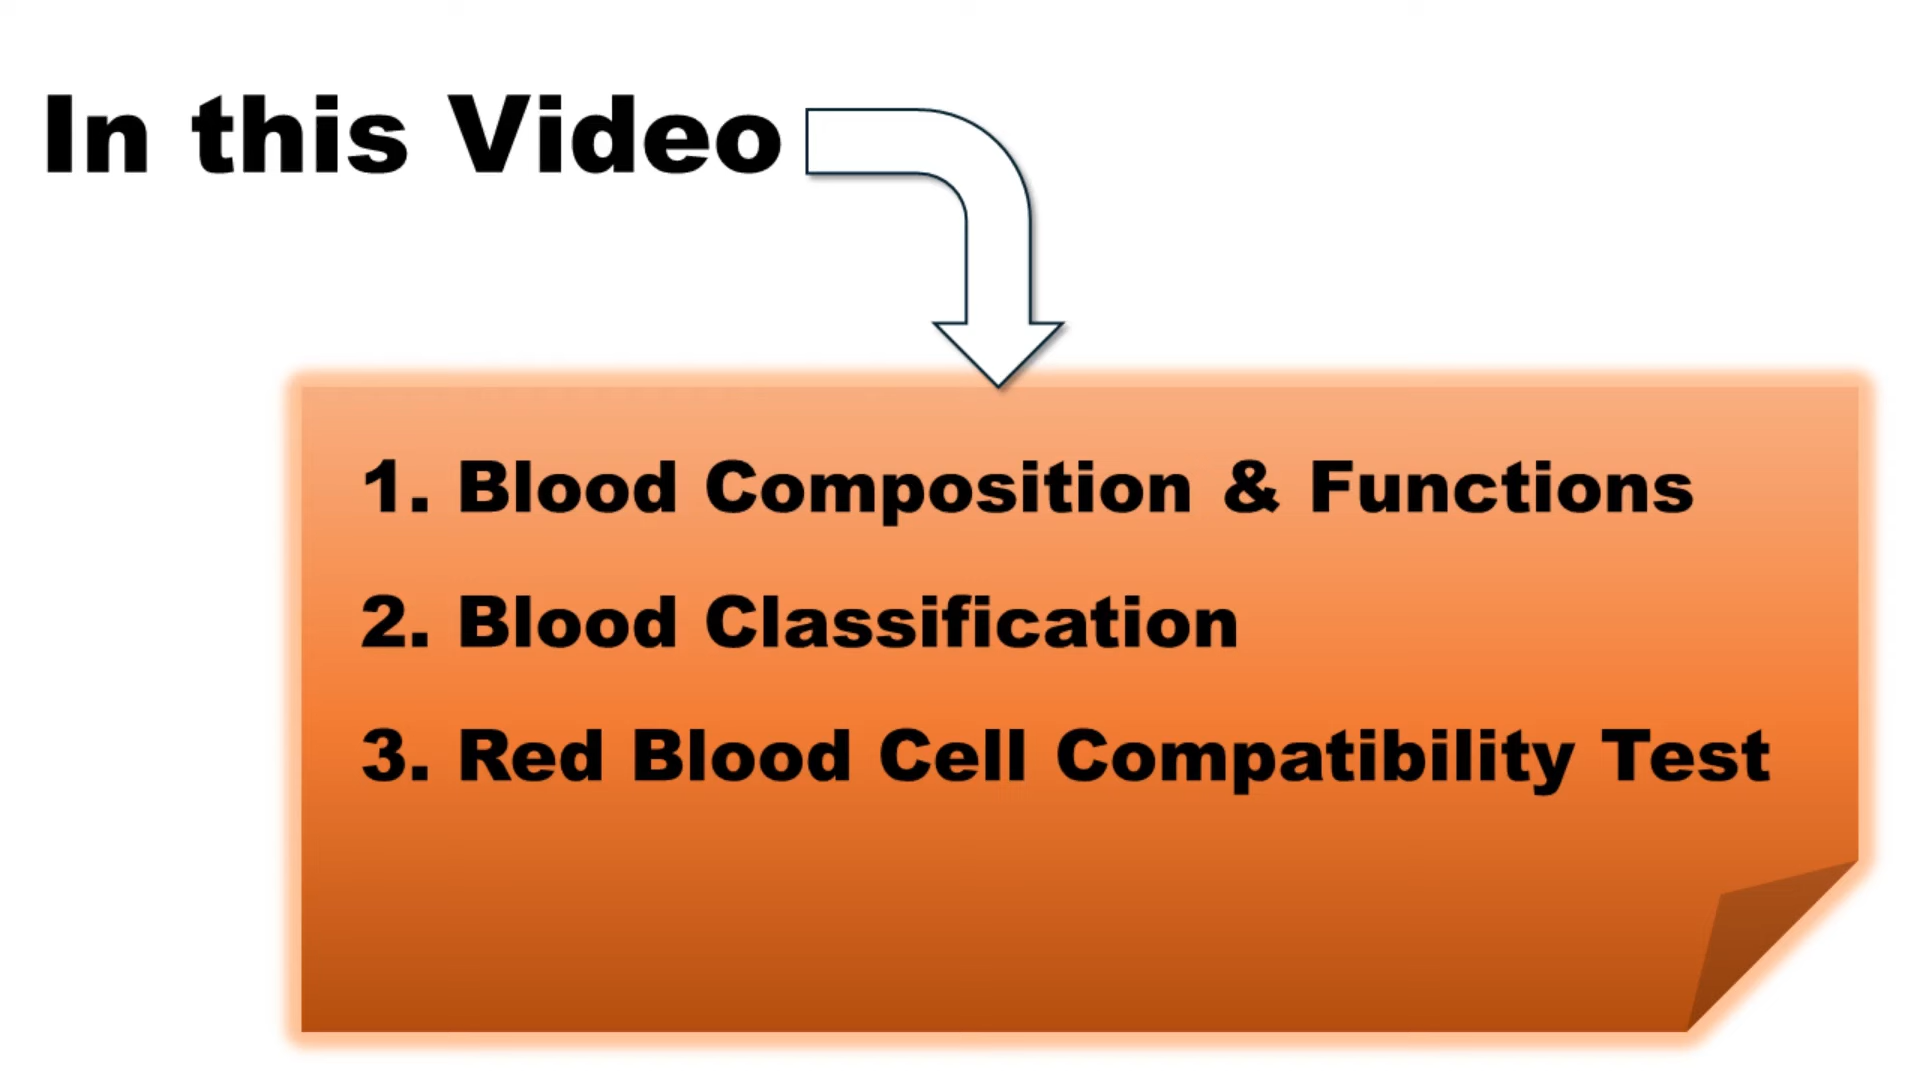 In this Video
1. Blood Composition & Functions
2. Blood Classification
3. Red Blood Cell Compatibility Test